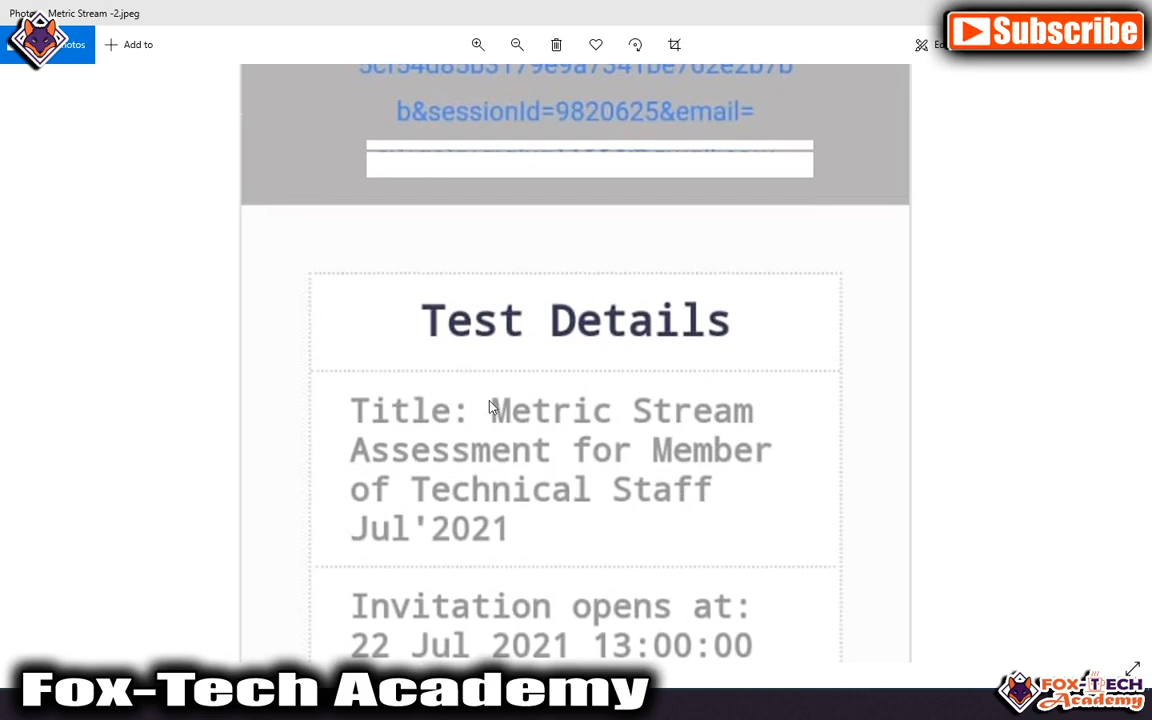 Metric Stream -2.jpeg
Add to
Subscribe
b&sessionId=9820625&email=
Test Details
Title: Metric Stream
Assessment for Member
of Technical Staff
Jul'2021
Invitation opens at:
22 Jul 2021 13:00:00
Fox-Tech Academy
FOX-TECH
Academy